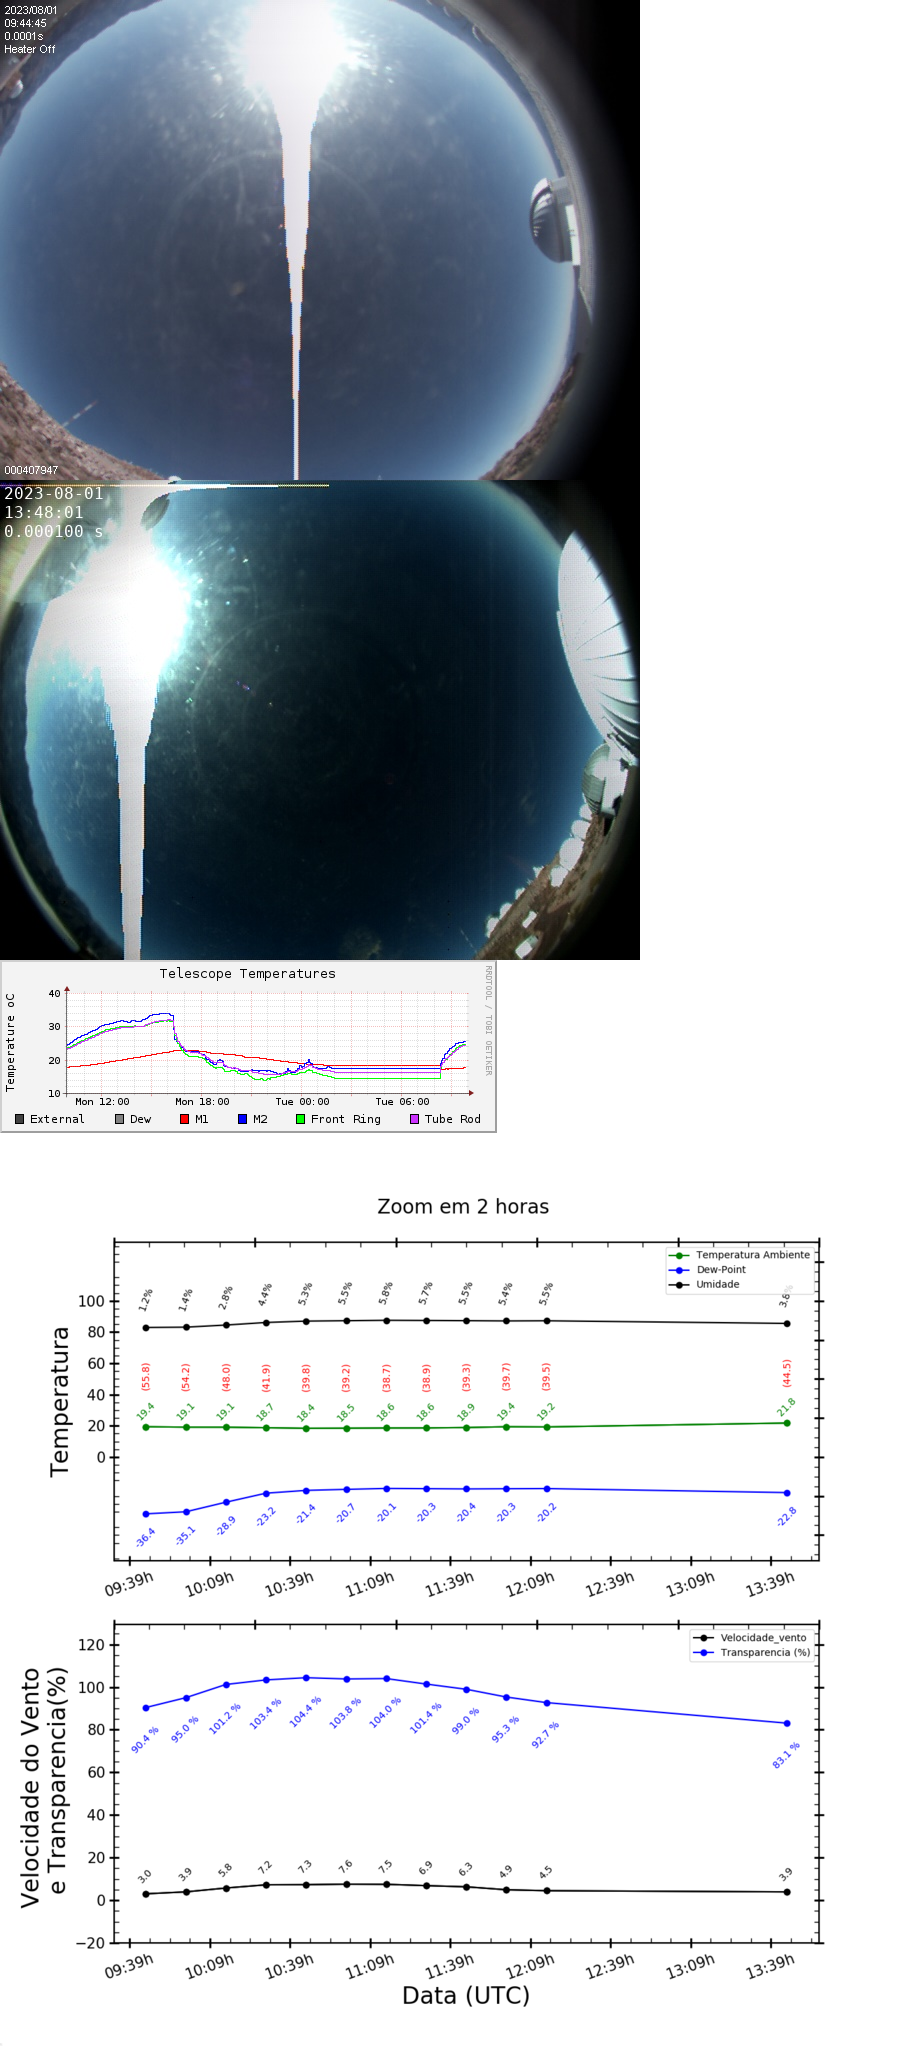 2023/08/01
09:44:45
0.0001s
Heater Off
000407947
2023-08-01
13:48:01
0.000100 s
Telescope Temperatures
RRDTOOL / TOBI OETIKER
Temperature oC
40
30
20
10
Mon 12:00 Mon 18:00 Tue 00:00 Tue 06:00
External Dew M1 M2 Front Ring Tube Rod
Zoom em 2 horas
Temperatura Ambiente
Dew-Point
Umidade
Temperatura
100
80
60
40
20
0
1.2% 1.4% 2.8% 4.4% 5.3% 5.5% 5.8% 5.7% 5.5% 5.4% 5.5% 3.8%
(55.8) (54.2) (48.0) (41.9) (39.8) (39.2) (38.7) (38.9) (39.3) (39.7) (39.5) (44.5)
19.4 19.1 19.1 18.7 18.4 18.5 18.6 18.6 18.9 19.4 19.2 21.8
-36.4 -35.1 -28.9 -23.2 -21.4 -20.7 -20.1 -20.3 -20.4 -20.3 -20.2 -22.8
09:39h 10:09h 10:39h 11:09h 11:39h 12:09h 12:39h 13:09h 13:39h
Velocidade_vento
Transparencia (%)
Velocidade do Vento
e Transparencia(%)
120
100
80
60
40
20
0
−20
90.4 % 95.0 % 101.2 % 103.4 % 104.4 % 103.8 % 104.0 % 101.4 % 99.0 % 95.3 % 92.7 % 83.1 %
3.0 3.9 5.8 7.2 7.3 7.6 7.5 6.9 6.3 4.9 4.5 3.9
09:39h 10:09h 10:39h 11:09h 11:39h 12:09h 12:39h 13:09h 13:39h
Data (UTC)